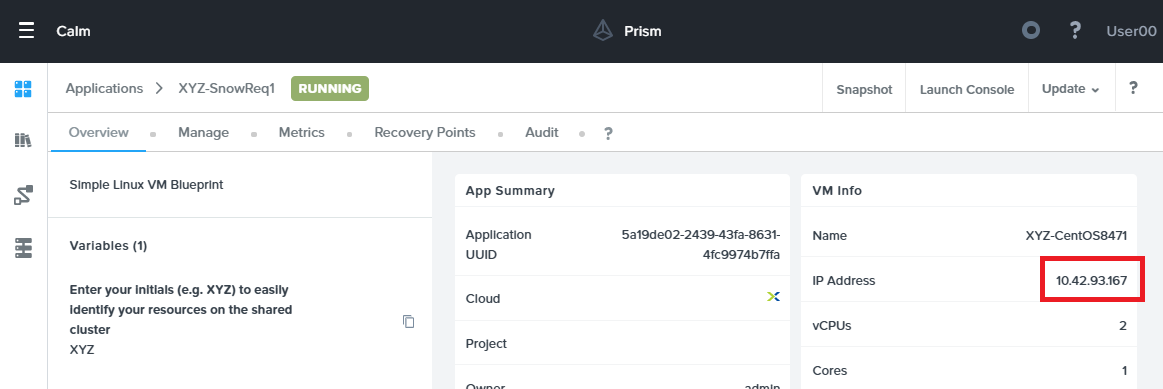 Calm
Prism
?
User00
Applications > XYZ-SnowReq1 RUNNING
Snapshot
Launch Console
Update
?
Overview
Manage
Metrics
Recovery Points
Audit
?
Simple Linux VM Blueprint
Variables (1)
Enter your initials (e.g. XYZ) to easily
identify your resources on the shared
cluster
XYZ
App Summary
Application 5a19de02-2439-43fa-8631-
UUID 4fc9974b7ffa
Cloud
Project
Owner admin
VM Info
Name XYZ-CentOS8471
IP Address 10.42.93.167
vCPUs 2
Cores 1